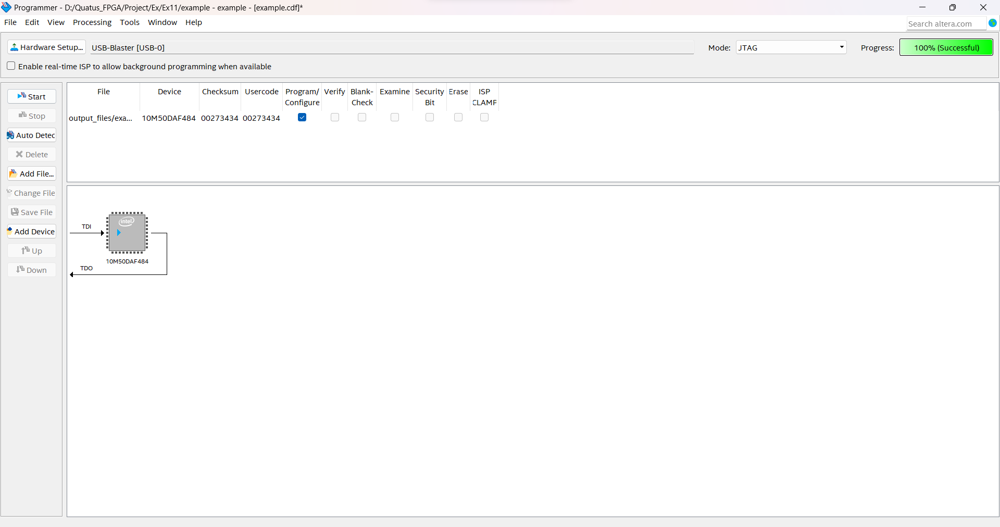 Programmer - D:/Quatus_FPGA/Project/Ex/Ex11/example - example - [example.cdf]*
File Edit View Processing Tools Window Help
Search altera.com
Hardware Setup... USB-Blaster [USB-0] Mode: JTAG Progress: 100% (Successful)
Enable real-time ISP to allow background programming when available
Start
Stop
Auto Detec
Delete
Add File...
Change File
Save File
Add Device
Up
Down
File Device Checksum Usercode Program/ Verify Blank- Examine Security Erase ISP
Configure Check Bit CLAMP
output_files/exa... 10M50DAF484 00273434 00273434
intel
TDI
10M50DAF484
TDO